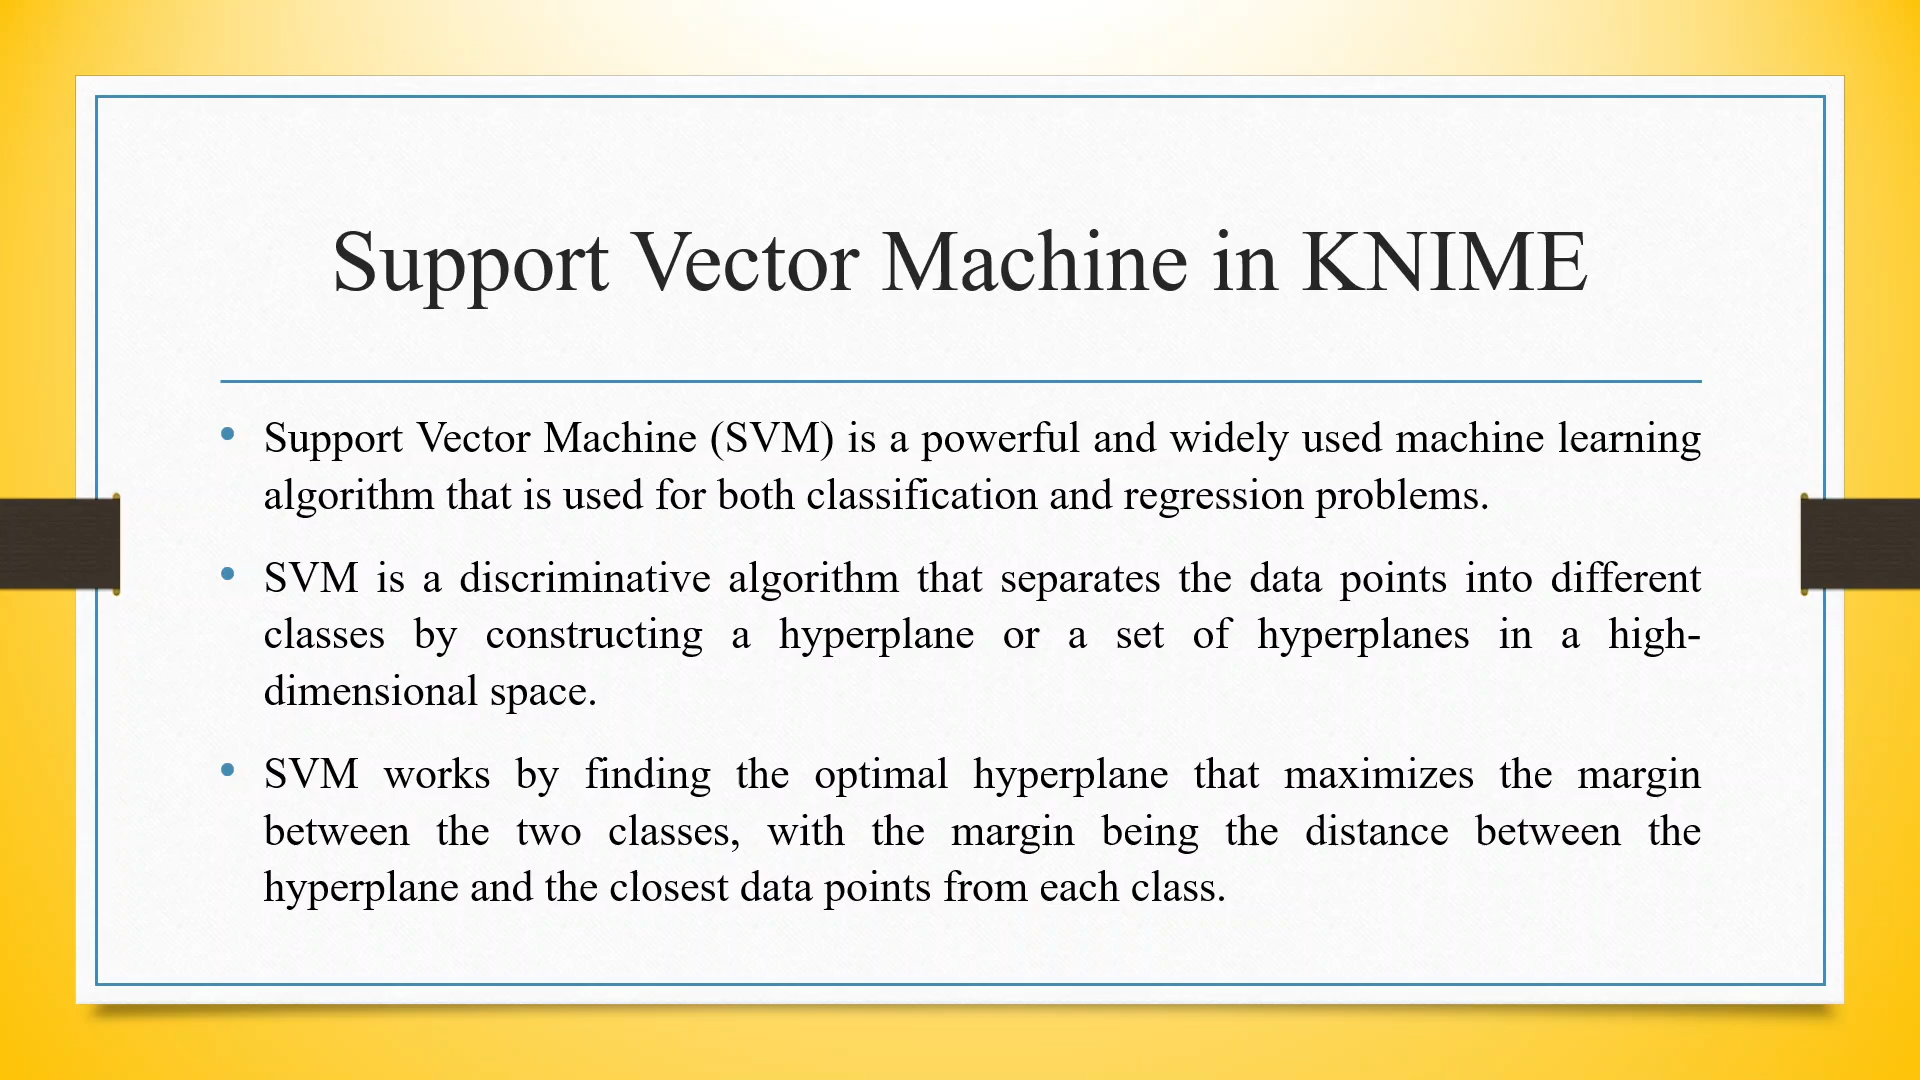 Support Vector Machine in KNIME
• Support Vector Machine (SVM) is a powerful and widely used machine learning
algorithm that is used for both classification and regression problems.
• SVM is a discriminative algorithm that separates the data points into different
classes by constructing a hyperplane or a set of hyperplanes in a high-
dimensional space.
• SVM works by finding the optimal hyperplane that maximizes the margin
between the two classes, with the margin being the distance between the
hyperplane and the closest data points from each class.